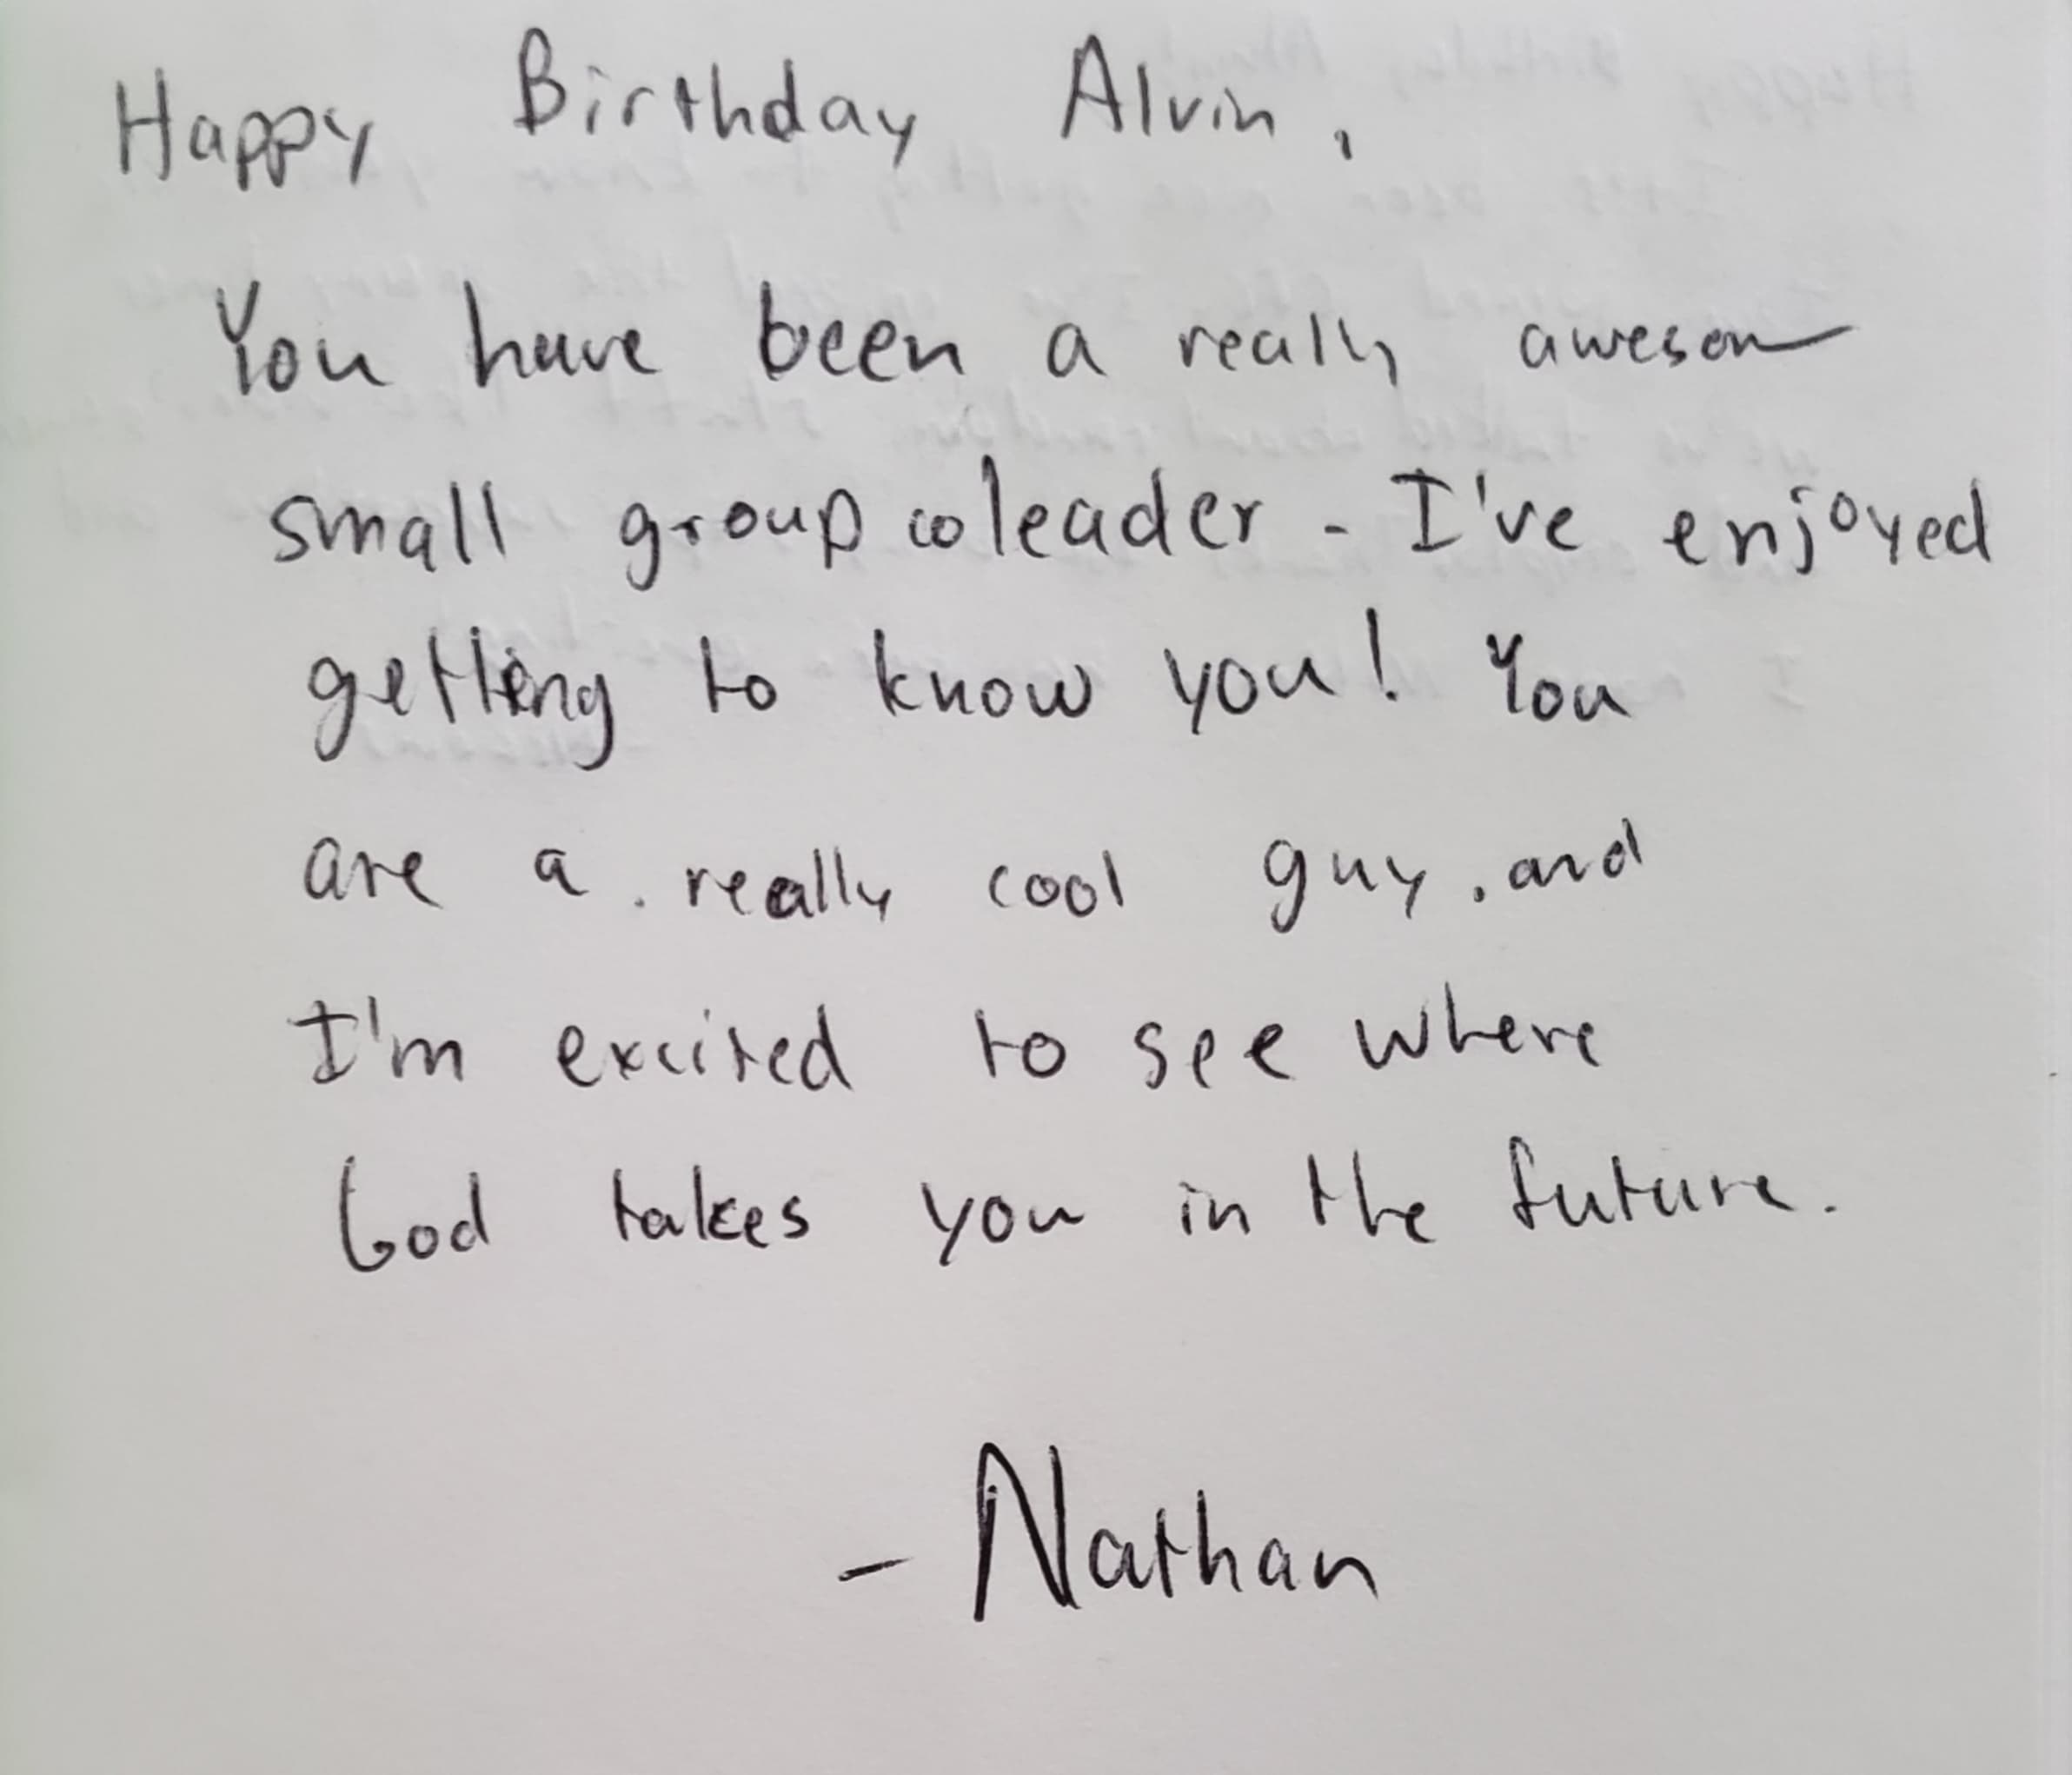 Happy Birthday Alvin,
You have been a really awesom
small group coleader - I've enjoyed
getting to know you! You
are a really cool guy, and
I'm excited to see where
God takes you in the future.
- Nathan